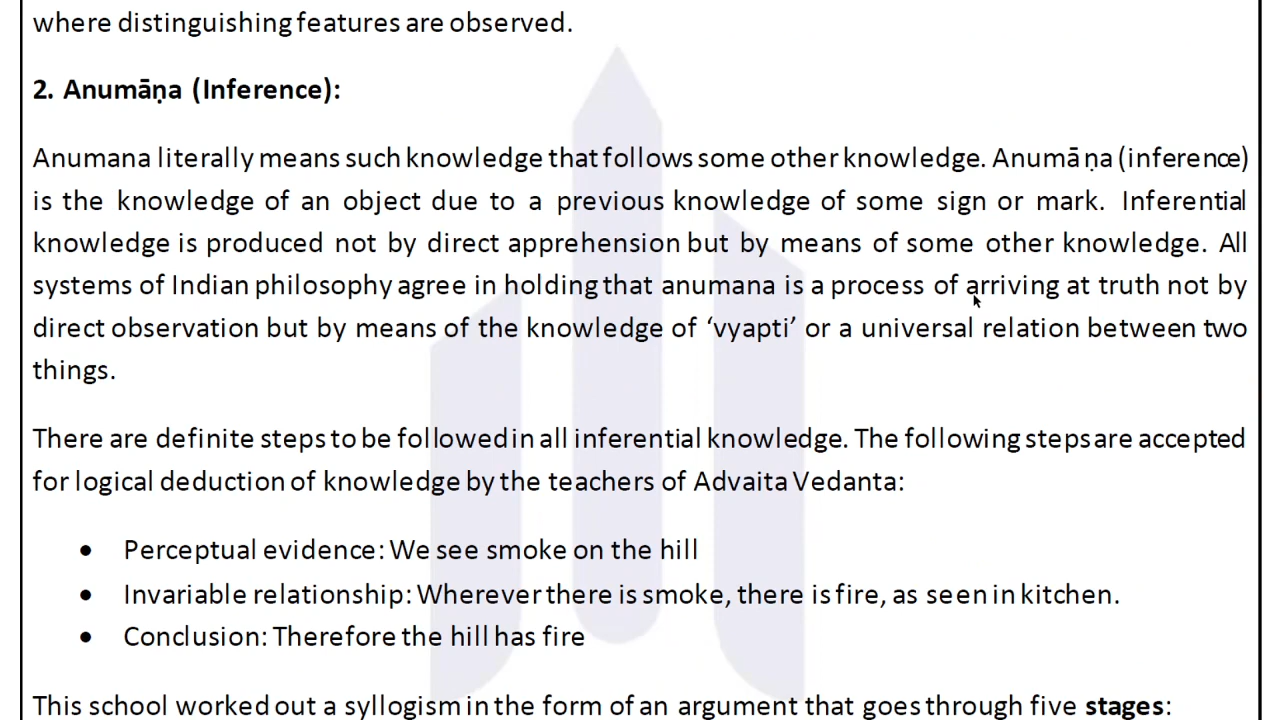 where distinguishing features are observed.
2. Anumāṇa (Inference):
Anumana literally means such knowledge that follows some other knowledge. Anumāṇa (inference)
is the knowledge of an object due to a previous knowledge of some sign or mark. Inferential
knowledge is produced not by direct apprehension but by means of some other knowledge. All
systems of Indian philosophy agree in holding that anumana is a process of arriving at truth not by
direct observation but by means of the knowledge of ‘vyapti’ or a universal relation between two
things.
There are definite steps to be followed in all inferential knowledge. The following steps are accepted
for logical deduction of knowledge by the teachers of Advaita Vedanta:
• Perceptual evidence: We see smoke on the hill
• Invariable relationship: Wherever there is smoke, there is fire, as seen in kitchen.
• Conclusion: Therefore the hill has fire
This school worked out a syllogism in the form of an argument that goes through five stages: